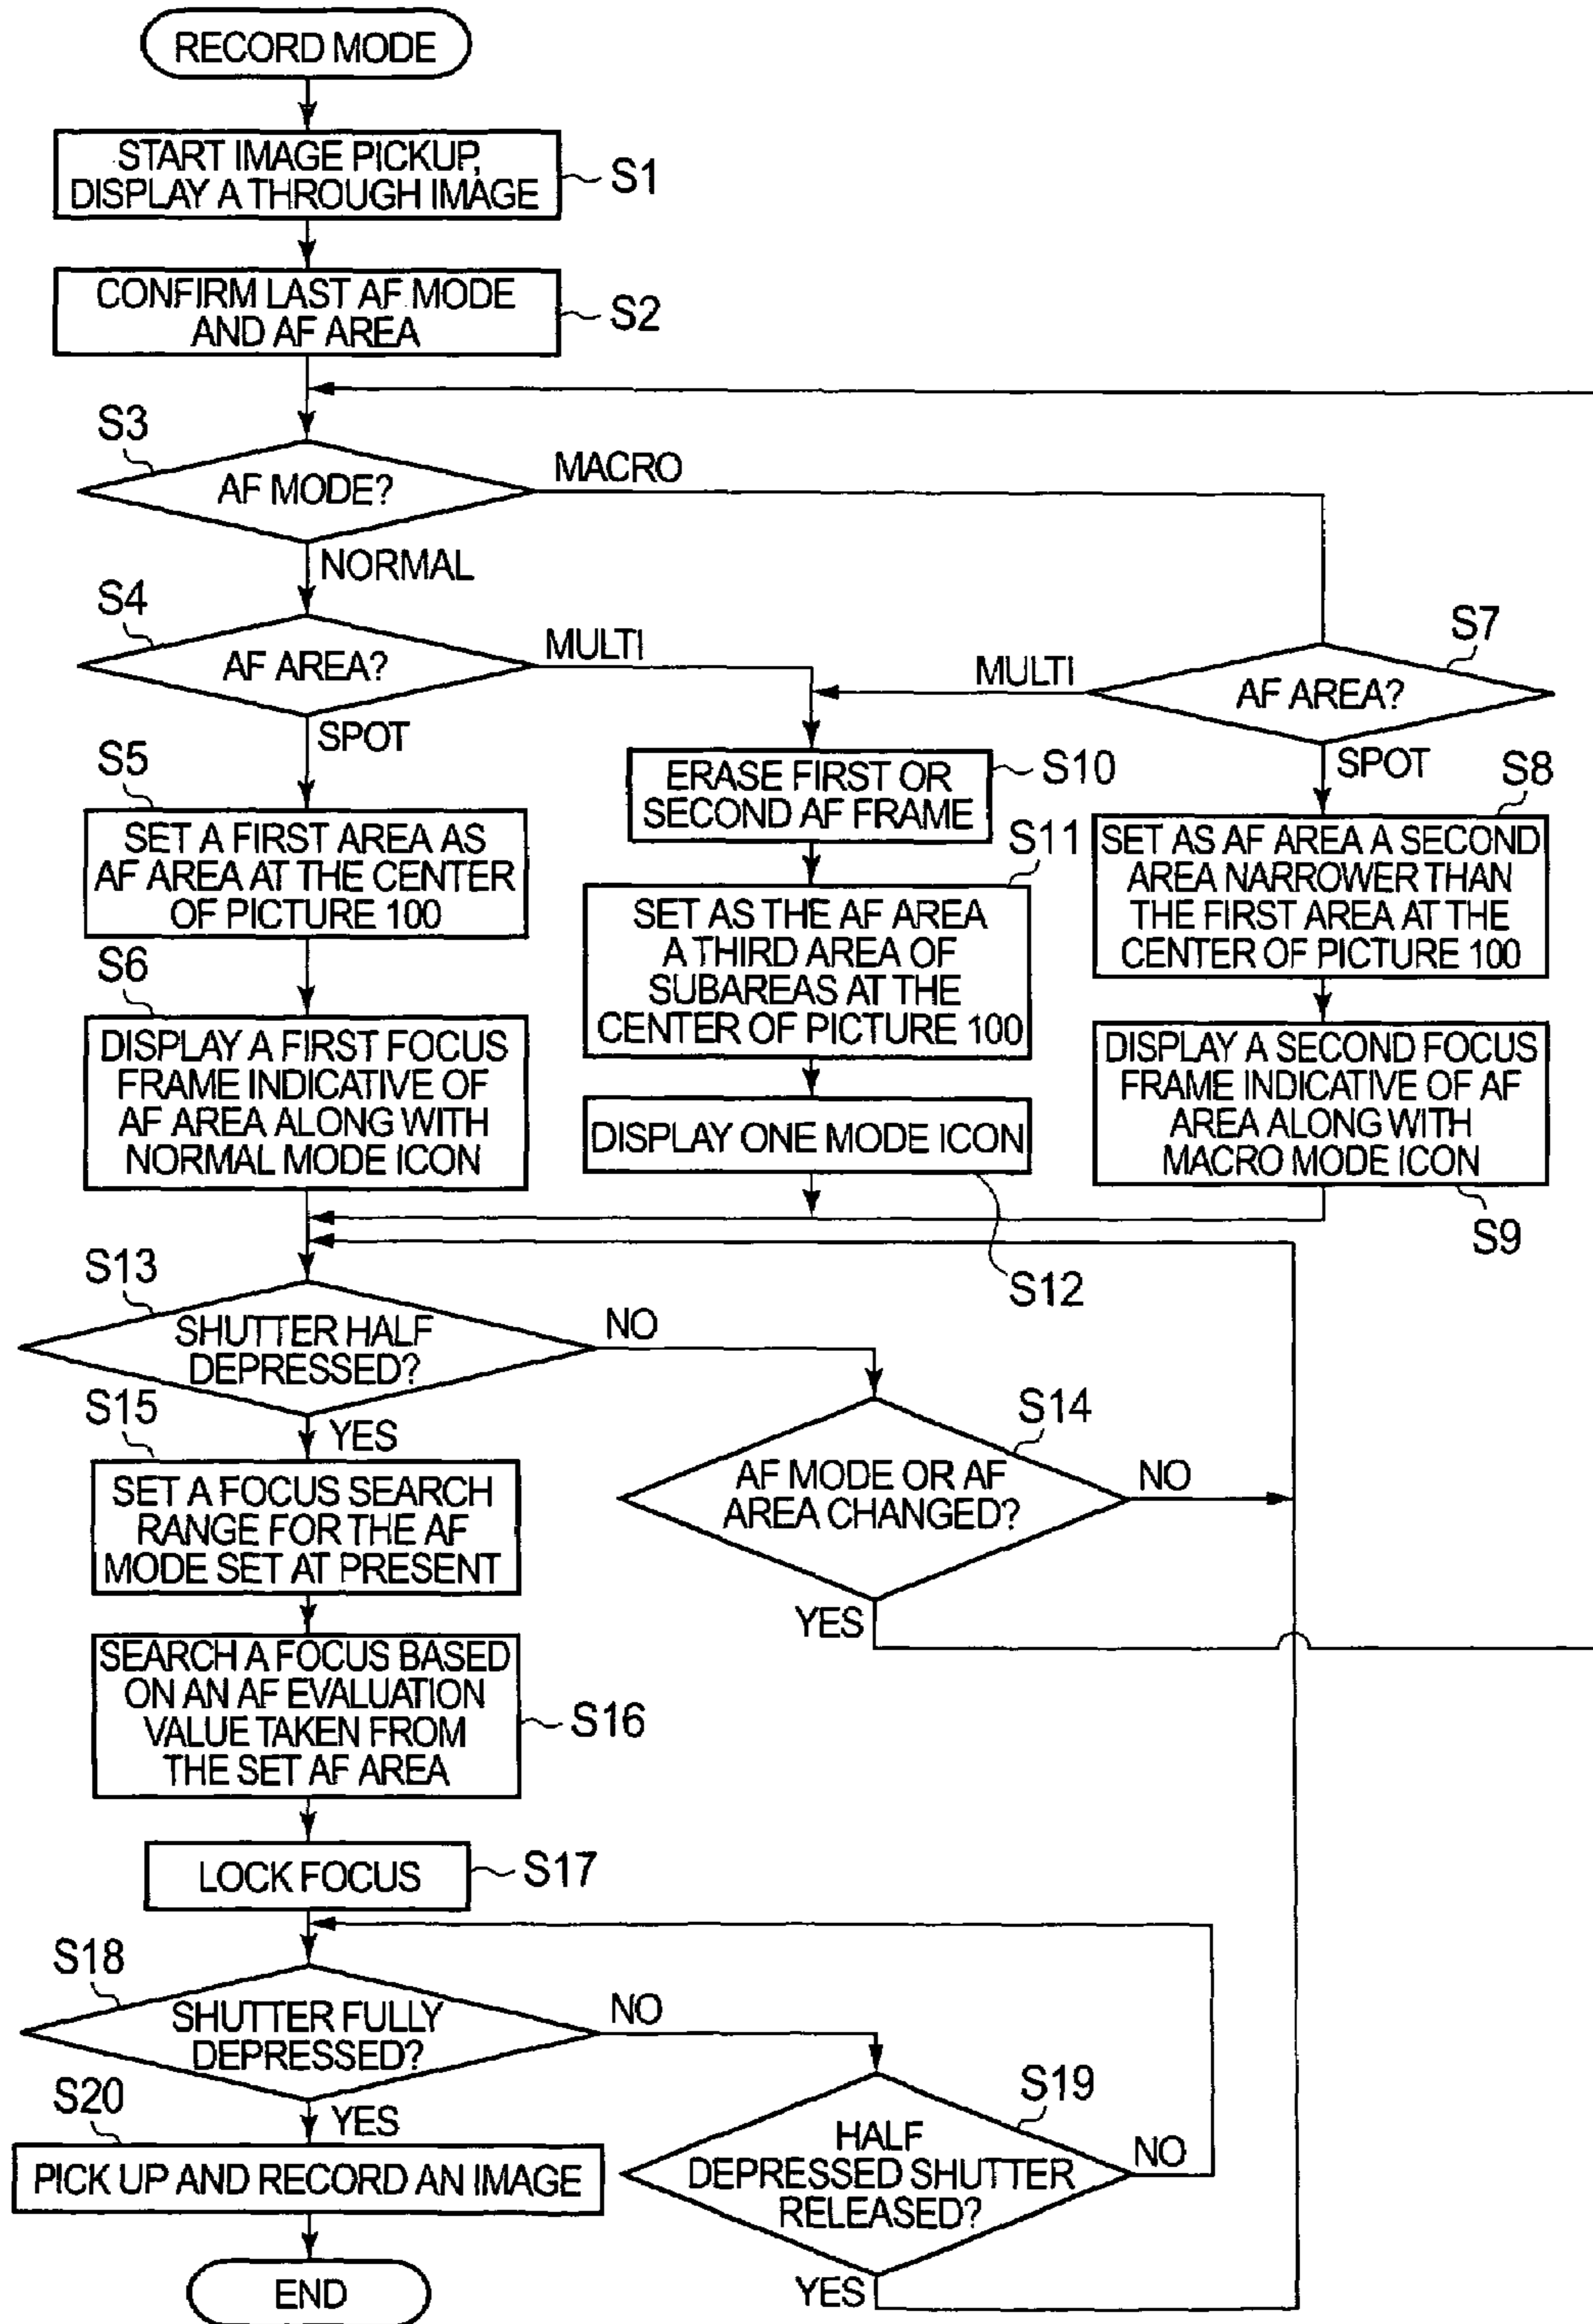 RECORD MODE
START IMAGE PICKUP,
DISPLAY A THROUGH IMAGE
S1
CONFIRM LAST AF MODE
AND AF AREA
S2
S3
AF MODE?
MACRO
NORMAL
S4
AF AREA?
MULTI
SPOT
S7
AF AREA?
MULTI
SPOT
S5
SET A FIRST AREA AS
AF AREA AT THE CENTER
OF PICTURE 100
S6
DISPLAY A FIRST FOCUS
FRAME INDICATIVE OF
AF AREA ALONG WITH
NORMAL MODE ICON
S10
ERASE FIRST OR
SECOND AF FRAME
S11
SET AS THE AF AREA
A THIRD AREA OF
SUBAREAS AT THE
CENTER OF PICTURE 100
DISPLAY ONE MODE ICON
S12
S8
SET AS AF AREA A SECOND
AREA NARROWER THAN
THE FIRST AREA AT THE
CENTER OF PICTURE 100
DISPLAY A SECOND FOCUS
FRAME INDICATIVE OF AF
AREA ALONG WITH
MACRO MODE ICON
S9
S13
SHUTTER HALF
DEPRESSED?
NO
YES
S14
AF MODE OR AF
AREA CHANGED?
NO
YES
S15
SET A FOCUS SEARCH
RANGE FOR THE AF
MODE SET AT PRESENT
SEARCH A FOCUS BASED
ON AN AF EVALUATION
VALUE TAKEN FROM
THE SET AF AREA
S16
LOCK FOCUS
S17
S18
SHUTTER FULLY
DEPRESSED?
NO
YES
S19
HALF
DEPRESSED SHUTTER
RELEASED?
NO
YES
S20
PICK UP AND RECORD AN IMAGE
END